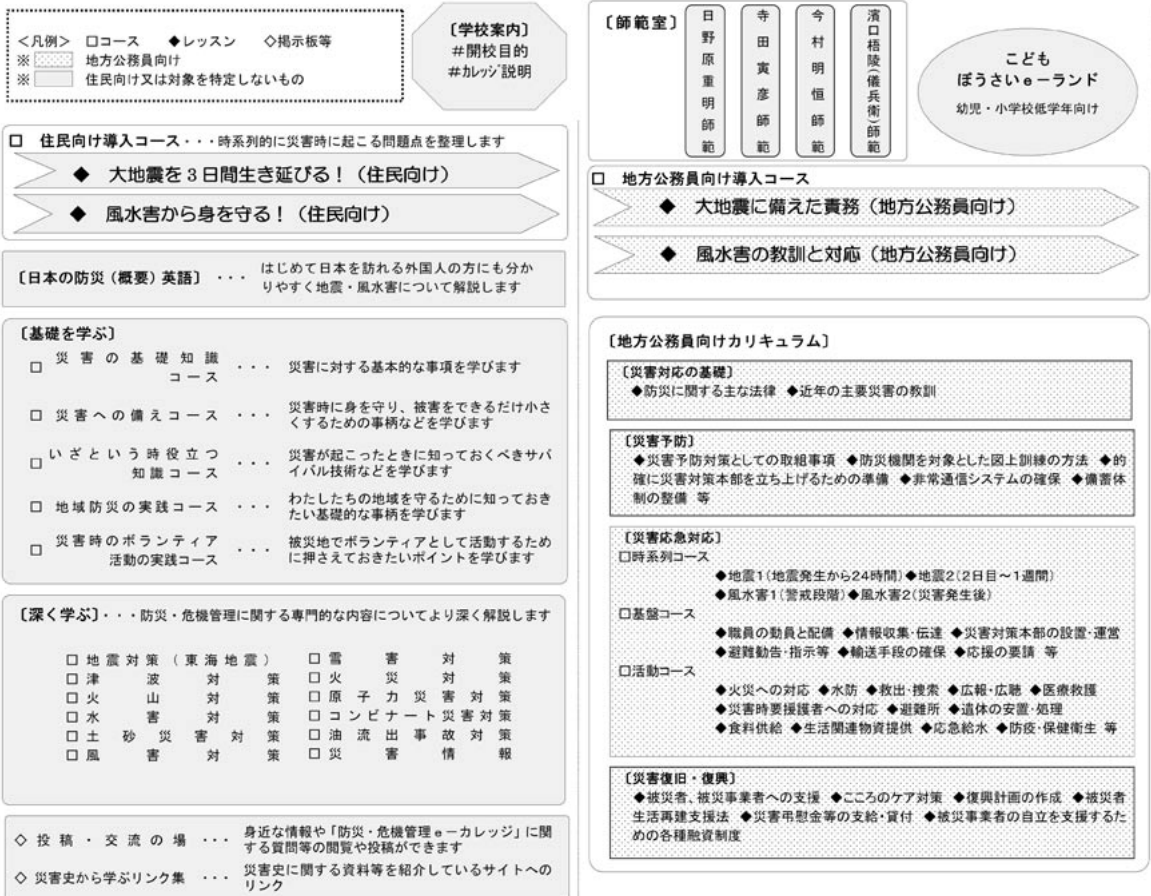 <凡例> □コース ◆レッスン ◇掲示板等
※ 地方公務員向け
※ 住民向け又は対象を特定しないもの
〔学校案内〕
#開校目的
#カレッジ説明
□ 住民向け導入コース・・・時系列的に災害時に起こる問題点を整理します
◆ 大地震を3日間生き延びる！（住民向け）
◆ 風水害から身を守る！（住民向け）
〔日本の防災（概要）英語〕 ・・・ はじめて日本を訪れる外国人の方にも分か
りやすく地震・風水害について解説します
〔基礎を学ぶ〕
□ 災害の基礎知識
コース ・・・ 災害に対する基本的な事項を学びます
□ 災害への備えコース ・・・ 災害時に身を守り、被害をできるだけ小さ
くするための事柄などを学びます
□ いざという時役立つ
知識コース ・・・ 災害が起こったときに知っておくべきサバ
イバル技術などを学びます
□ 地域防災の実践コース ・・・ わたしたちの地域を守るために知っておき
たい基礎的な事柄を学びます
□ 災害時のボランティア
活動の実践コース ・・・ 被災地でボランティアとして活動するため
に押さえておきたいポイントを学びます
〔深く学ぶ〕・・・防災・危機管理に関する専門的な内容についてより深く解説します
□地震対策（東海地震）
□津波対策
□火山対策
□水害対策
□土砂災害対策
□風害対策
□雪害対策
□火災対策
□原子力災害対策
□コンビナート災害対策
□油流出事故対策
□災害情報
◇ 投稿・交流の場 ・・・ 身近な情報や「防災・危機管理e－カレッジ」に関
する質問等の閲覧や投稿ができます
◇ 災害史から学ぶリンク集 ・・・ 災害史に関する資料等を紹介しているサイトへの
リンク
〔師範室〕
日野原重明師範
寺田寅彦師範
今村明恒師範
濱口梧陵（儀兵衛）師範
こども
ぼうさいe－ランド
幼児・小学校低学年向け
□ 地方公務員向け導入コース
◆ 大地震に備えた責務（地方公務員向け）
◆ 風水害の教訓と対応（地方公務員向け）
〔地方公務員向けカリキュラム〕
〔災害対応の基礎〕
◆防災に関する主な法律 ◆近年の主要災害の教訓
〔災害予防〕
◆災害予防対策としての取組事項 ◆防災機関を対象とした図上訓練の方法 ◆的
確に災害対策本部を立ち上げるための準備 ◆非常通信システムの確保 ◆備蓄体
制の整備 等
〔災害応急対応〕
□時系列コース
◆地震1（地震発生から24時間）◆地震2（2日目～1週間）
◆風水害1（警戒段階）◆風水害2（災害発生後）
□基盤コース
◆職員の動員と配備 ◆情報収集・伝達 ◆災害対策本部の設置・運営
◆避難勧告・指示等 ◆輸送手段の確保 ◆応援の要請 等
□活動コース
◆火災への対応 ◆水防 ◆救出・捜索 ◆広報・広聴 ◆医療救護
◆災害時要援護者への対応 ◆避難所 ◆遺体の安置・処理
◆食料供給 ◆生活関連物資提供 ◆応急給水 ◆防疫・保健衛生 等
〔災害復旧・復興〕
◆被災者、被災事業者への支援 ◆こころのケア対策 ◆復興計画の作成 ◆被災者
生活再建支援法 ◆災害弔慰金等の支給・貸付 ◆被災事業者の自立を支援するた
めの各種融資制度